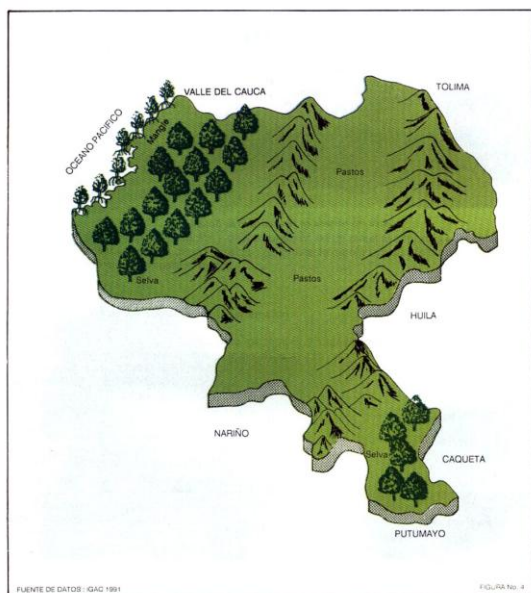 VALLE DEL CAUCA
TOLIMA
OCEANO PACIFICO
Mangle
Pastos
Selva
Pastos
HUILA
NARIÑO
Selva
CAQUETA
PUTUMAYO
FUENTE DE DATOS : IGAC 1991
FIGURA No. 4